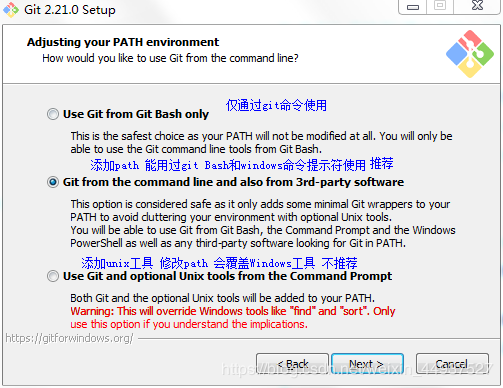 Git 2.21.0 Setup
Adjusting your PATH environment
How would you like to use Git from the command line?
Use Git from Git Bash only
仅通过git命令使用
This is the safest choice as your PATH will not be modified at all. You will only be
able to use the Git command line tools from Git Bash.
添加path 能用过git Bash和windows命令提示符使用 推荐
Git from the command line and also from 3rd-party software
This option is considered safe as it only adds some minimal Git wrappers to your
PATH to avoid cluttering your environment with optional Unix tools.
You will be able to use Git from Git Bash, the Command Prompt and the Windows
PowerShell as well as any third-party software looking for Git in PATH.
添加unix工具 修改path 会覆盖Windows工具 不推荐
Use Git and optional Unix tools from the Command Prompt
Both Git and the optional Unix tools will be added to your PATH.
Warning: This will override Windows tools like "find" and "sort". Only
use this option if you understand the implications.
https://gitforwindows.org/
< Back
Next >
Cancel